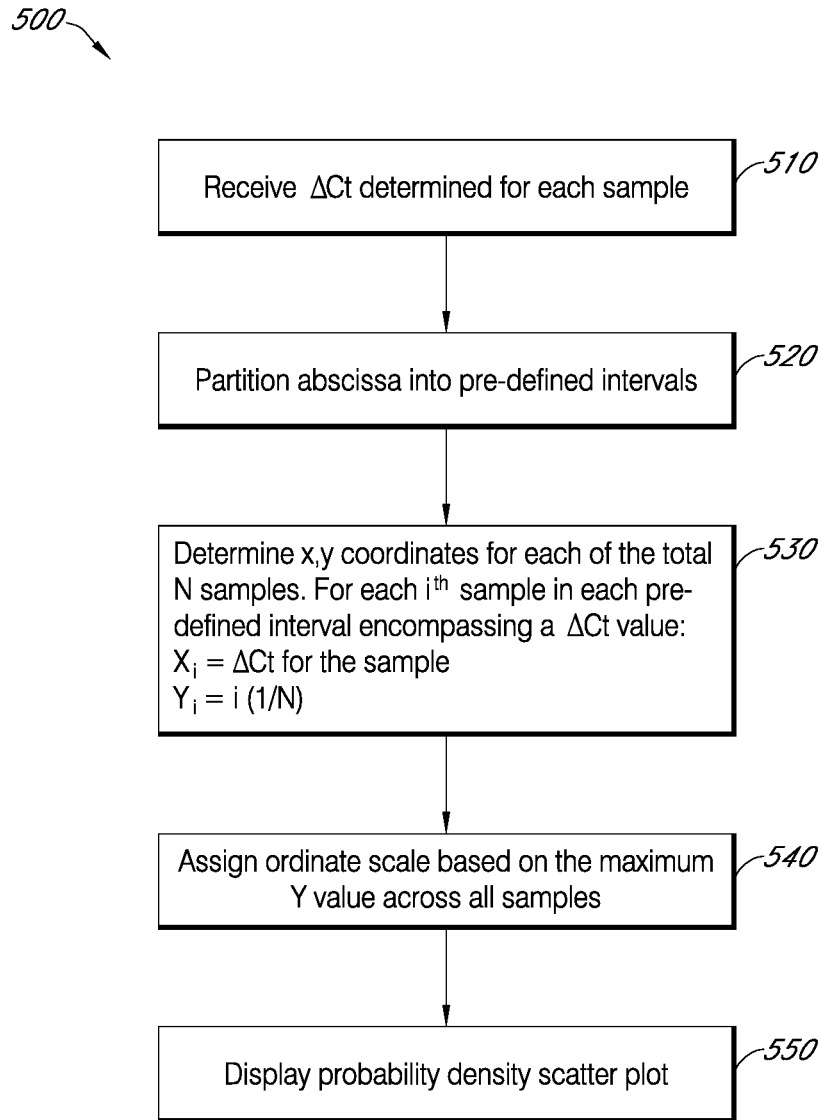 500
Receive ΔCt determined for each sample
510
Partition abscissa into pre-defined intervals
520
Determine x,y coordinates for each of the total
N samples. For each i^th sample in each pre-
defined interval encompassing a ΔCt value:
X_i = ΔCt for the sample
Y_i = i (1/N)
530
Assign ordinate scale based on the maximum
Y value across all samples
540
Display probability density scatter plot
550